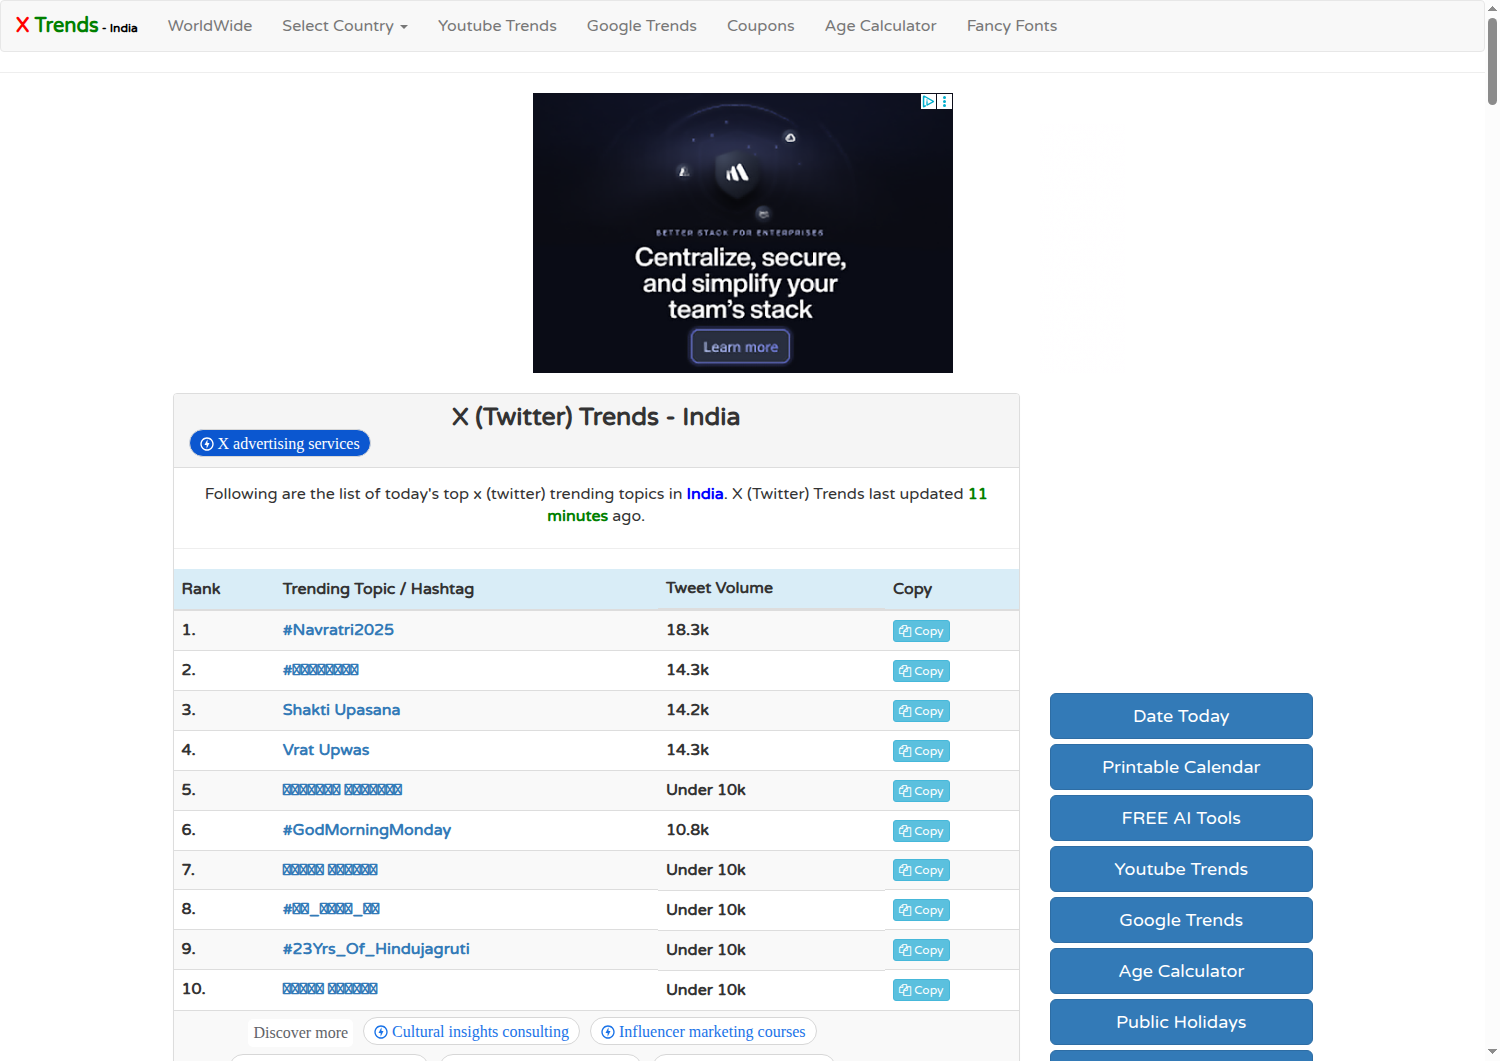 X Trends - India
WorldWide
Select Country
Youtube Trends
Google Trends
Coupons
Age Calculator
Fancy Fonts
BETTER STACK FOR ENTERPRISES
Centralize, secure,
and simplify your
team's stack
Learn more
X (Twitter) Trends - India
X advertising services
Following are the list of today's top x (twitter) trending topics in India. X (Twitter) Trends last updated 11
minutes ago.
Rank Trending Topic / Hashtag Tweet Volume Copy
1. #Navratri2025 18.3k Copy
2. # 14.3k Copy
3. Shakti Upasana 14.2k Copy
4. Vrat Upwas 14.3k Copy
5. Under 10k Copy
6. #GodMorningMonday 10.8k Copy
7. Under 10k Copy
8. Under 10k Copy
9. #23Yrs_Of_Hindujagruti Under 10k Copy
10. Under 10k Copy
Discover more
Cultural insights consulting
Influencer marketing courses
Date Today
Printable Calendar
FREE AI Tools
Youtube Trends
Google Trends
Age Calculator
Public Holidays